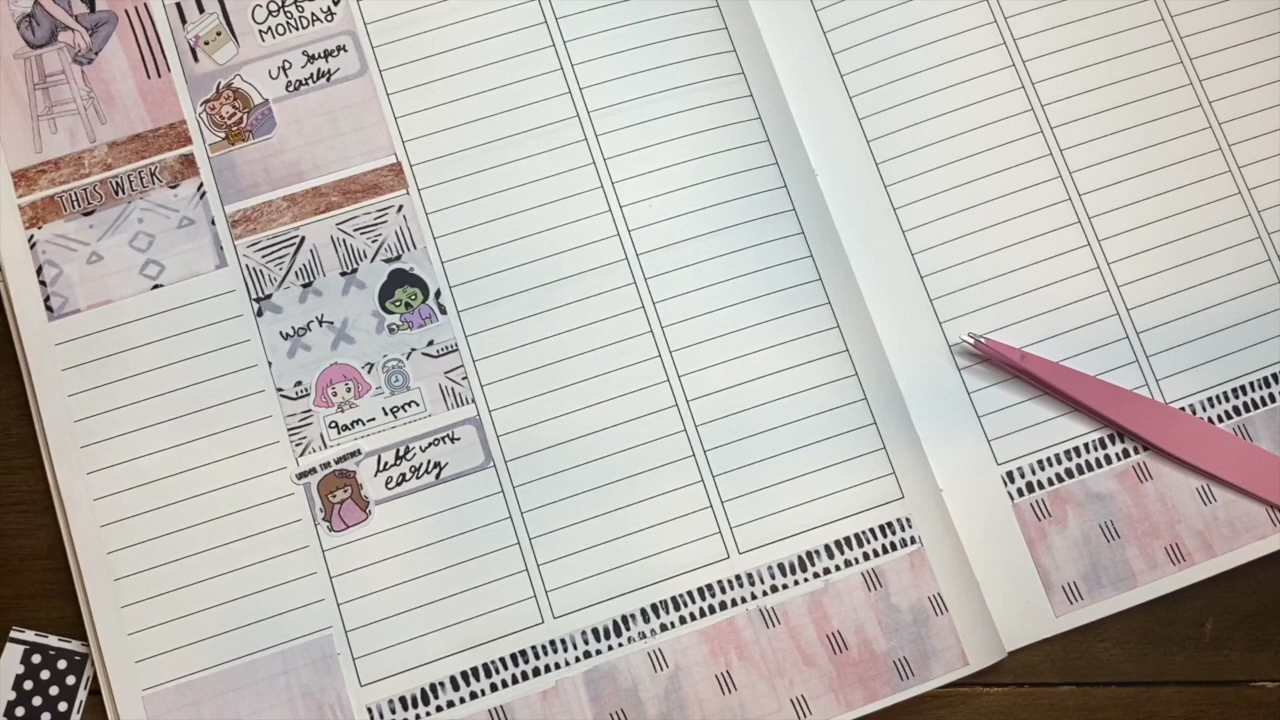 COFFEE
MONDAY
up super
early
THIS WEEK
work
9am-1pm
UNDER THE WEATHER
left work
early